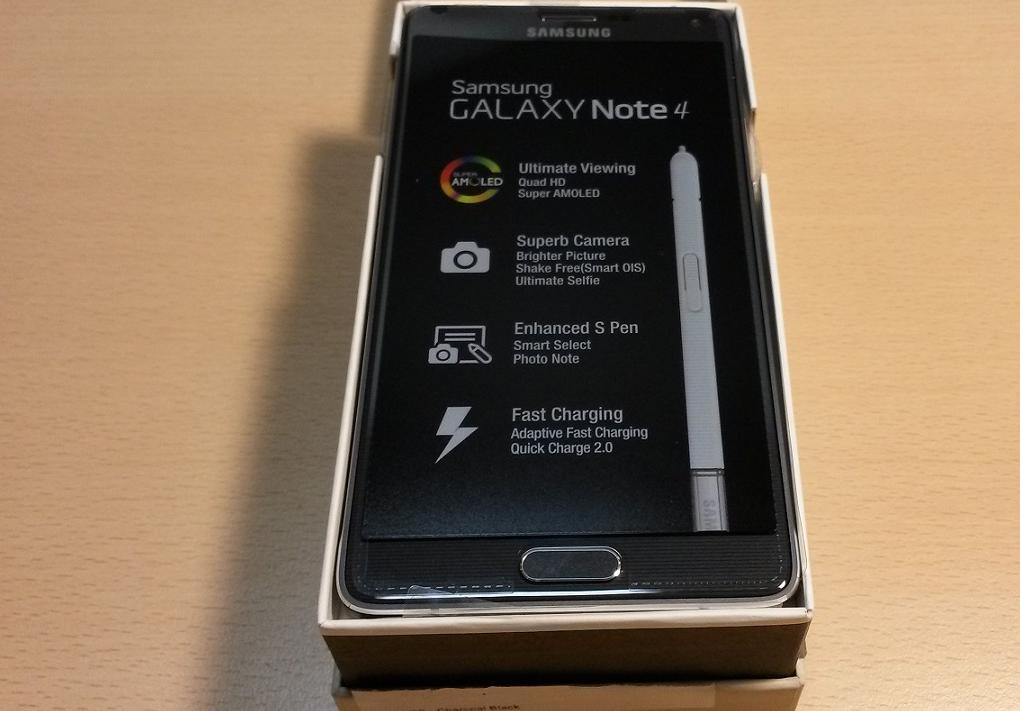 SAMSUNG
Samsung
GALAXY Note 4
SUPER
AMOLED
Ultimate Viewing
Quad HD
Super AMOLED
Superb Camera
Brighter Picture
Shake Free(Smart OIS)
Ultimate Selfie
Enhanced S Pen
Smart Select
Photo Note
Fast Charging
Adaptive Fast Charging
Quick Charge 2.0
SAM
Charcoal Black